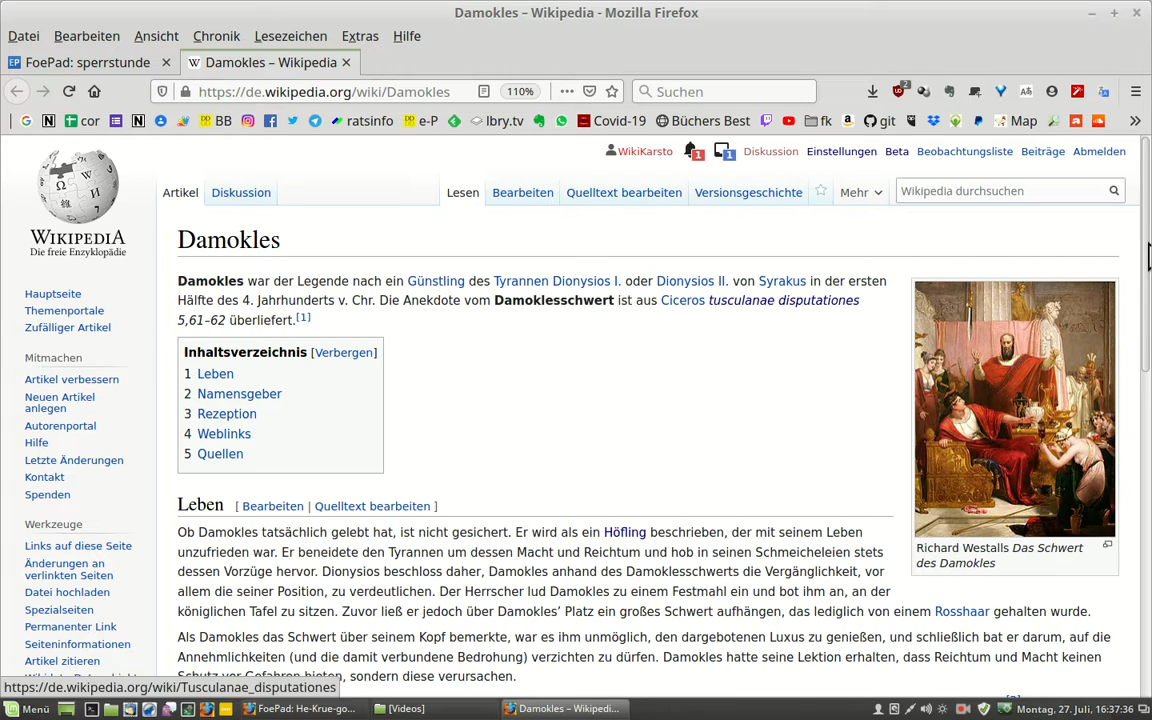 Damokles – Wikipedia - Mozilla Firefox
Datei Bearbeiten Ansicht Chronik Lesezeichen Extras Hilfe
FoePad: sperrstunde
Damokles – Wikipedia
https://de.wikipedia.org/wiki/Damokles
110%
Suchen
cor
BB
ratsinfo
e-P
lbry.tv
Covid-19
Büchers Best
fk
git
Map
WikiKarsto
1
1
Diskussion Einstellungen Beta Beobachtungsliste Beiträge Abmelden
Artikel Diskussion Lesen Bearbeiten Quelltext bearbeiten Versionsgeschichte Mehr
Wikipedia durchsuchen
WIKIPEDIA
Die freie Enzyklopädie
Hauptseite
Themenportale
Zufälliger Artikel
Mitmachen
Artikel verbessern
Neuen Artikel
anlegen
Autorenportal
Hilfe
Letzte Änderungen
Kontakt
Spenden
Werkzeuge
Links auf diese Seite
Änderungen an
verlinkten Seiten
Datei hochladen
Spezialseiten
Permanenter Link
Seiteninformationen
Artikel zitieren
Damokles
Damokles war der Legende nach ein Günstling des Tyrannen Dionysios I. oder Dionysios II. von Syrakus in der ersten
Hälfte des 4. Jahrhunderts v. Chr. Die Anekdote vom Damoklesschwert ist aus Ciceros tusculanae disputationes
5,61–62 überliefert.[1]
Inhaltsverzeichnis [Verbergen]
1 Leben
2 Namensgeber
3 Rezeption
4 Weblinks
5 Quellen
Richard Westalls Das Schwert
des Damokles
Leben [ Bearbeiten | Quelltext bearbeiten ]
Ob Damokles tatsächlich gelebt hat, ist nicht gesichert. Er wird als ein Höfling beschrieben, der mit seinem Leben
unzufrieden war. Er beneidete den Tyrannen um dessen Macht und Reichtum und hob in seinen Schmeicheleien stets
dessen Vorzüge hervor. Dionysios beschloss daher, Damokles anhand des Damoklesschwerts die Vergänglichkeit, vor
allem die seiner Position, zu verdeutlichen. Der Herrscher lud Damokles zu einem Festmahl ein und bot ihm an, an der
königlichen Tafel zu sitzen. Zuvor ließ er jedoch über Damokles’ Platz ein großes Schwert aufhängen, das lediglich von einem Rosshaar gehalten wurde.
Als Damokles das Schwert über seinem Kopf bemerkte, war es ihm unmöglich, den dargebotenen Luxus zu genießen, und schließlich bat er darum, auf die
Annehmlichkeiten (und die damit verbundene Bedrohung) verzichten zu dürfen. Damokles hatte seine Lektion erhalten, dass Reichtum und Macht keinen
Schutz vor Gefahren bieten, sondern diese verursachen.
https://de.wikipedia.org/wiki/Tusculanae_disputationes
Menü
FoePad: He-Krue-go...
[Videos]
Damokles – Wikipedi...
Montag, 27. Juli, 16:37:36